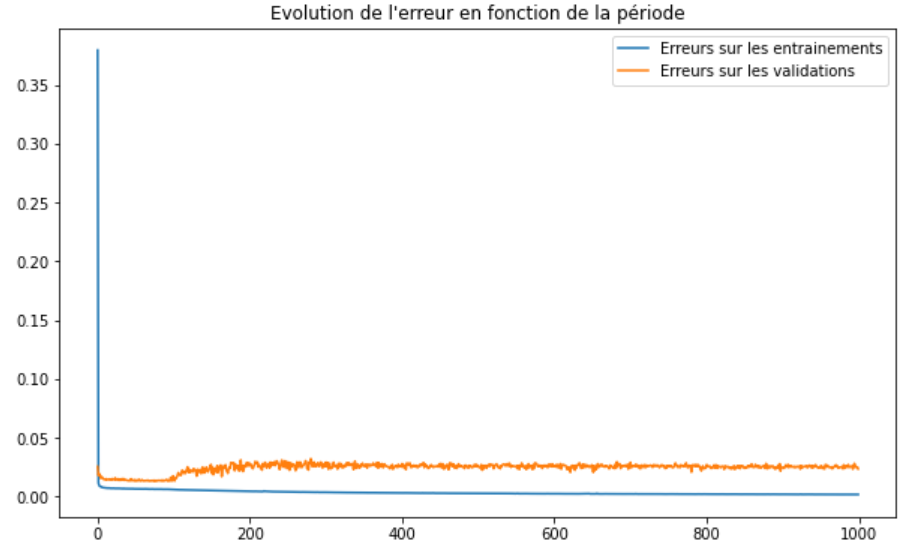 Evolution de l'erreur en fonction de la période
Erreurs sur les entrainements
Erreurs sur les validations
0.35
0.30
0.25
0.20
0.15
0.10
0.05
0.00
0 200 400 600 800 1000